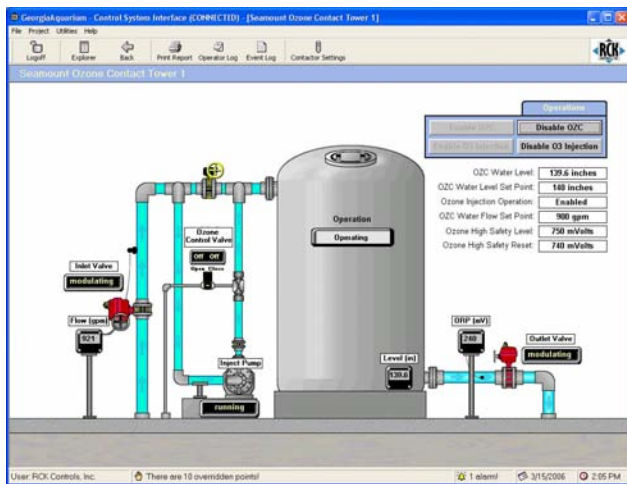 GeorgiaAquarium - Control System Interface (CONNECTED) - [Seamount Ozone Contact Tower 1]
File Project Utilities Help
Logoff Explorer Back Print Report Operator Log Event Log Contactor Settings
RCK
Seamount Ozone Contact Tower 1
Operations
Enable OZC Disable OZC
Enable O3 Injection Disable O3 Injection
OZC Water Level: 139.6 inches
OZC Water Level Set Point: 140 inches
Ozone Injection Operation: Enabled
OZC Water Flow Set Point: 900 gpm
Ozone High Safety Level: 750 mVolts
Ozone High Safety Reset: 740 mVolts
Operation
Operating
Ozone
Control Valve
Off Off
Open Close
Inlet Valve
modulating
Flow (gpm)
921
Inject Pump
running
Level (in)
139.6
ORP (mV)
240
Outlet Valve
modulating
User: RCK Controls, Inc. There are 10 overridden points! 1 alarm! 3/15/2006 2:05 PM